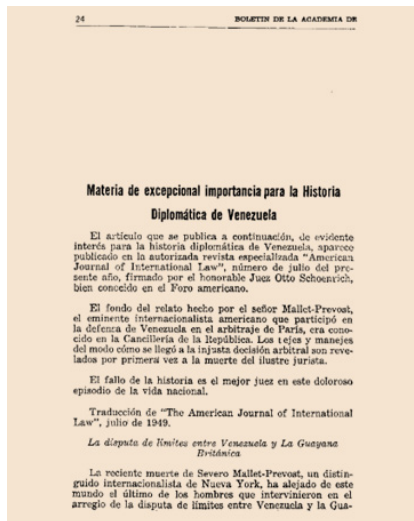 24
BOLETIN DE LA ACADEMIA DE
Materia de excepcional importancia para la Historia
Diplomática de Venezuela
El artículo que se publica a continuación, de evidente
interés para la historia diplomática de Venezuela, aparece
publicado en la autorizada revista especializada "American
Journal of International Law", número de julio del pre-
sente año, firmado por el honorable Juez Otto Schoenrich,
bien conocido en el Foro americano.
El fondo del relato hecho por el señor Mallet-Prevost,
el eminente internacionalista americano que participó en
la defensa de Venezuela en el arbitraje de París, era cono-
cido en la Cancillería de la República. Los tejes y manejes
del modo cómo se llegó a la injusta decisión arbitral son reve-
lados por primera vez a la muerte del ilustre jurista.
El fallo de la historia es el mejor juez en este doloroso
episodio de la vida nacional.
Traducción de "The American Journal of International
Law", julio de 1949.
La disputa de límites entre Venezuela y La Guayana
Británica
La reciente muerte de Severo Mallet-Prevost, un distin-
guido internacionalista de Nueva York, ha alejado de este
mundo el último de los hombres que intervinieron en el
arreglo de la disputa de límites entre Venezuela y la Gua-